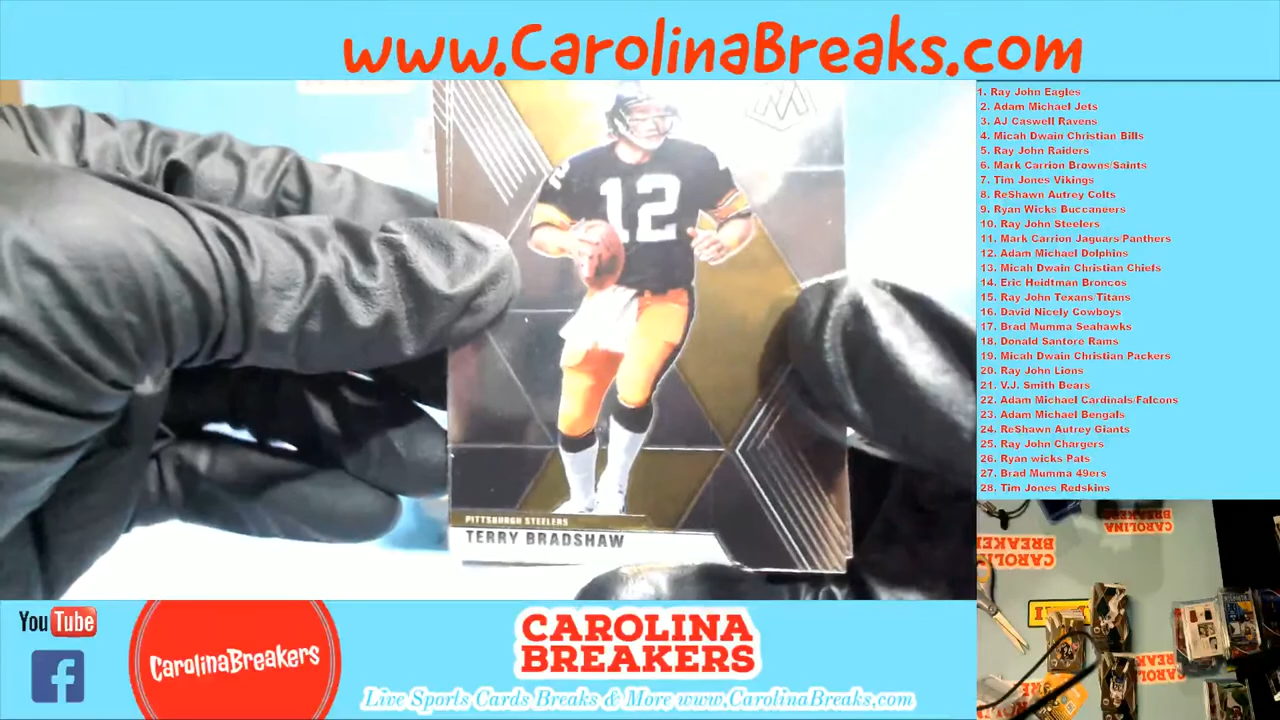 www.CarolinaBreaks.com
1. Ray John Eagles
2. Adam Michael Jets
3. AJ Caswell Ravens
4. Micah Dwain Christian Bills
5. Ray John Raiders
6. Mark Carrion Browns/Saints
7. Tim Jones Vikings
8. ReShawn Autrey Colts
9. Ryan Wicks Buccaneers
10. Ray John Steelers
11. Mark Carrion Jaguars/Panthers
12. Adam Michael Dolphins
13. Micah Dwain Christian Chiefs
14. Eric Heidtman Broncos
15. Ray John Texans/Titans
16. David Nicely Cowboys
17. Brad Mumma Seahawks
18. Donald Santore Rams
19. Micah Dwain Christian Packers
20. Ray John Lions
21. V.J. Smith Bears
22. Adam Michael Cardinals/Falcons
23. Adam Michael Bengals
24. ReShawn Autrey Giants
25. Ray John Chargers
26. Ryan wicks Pats
27. Brad Mumma 49ers
28. Tim Jones Redskins
12
PITTSBURGH STEELERS
TERRY BRADSHAW
CAROLINA
BREAKERS
You Tube
CarolinaBreakers
CAROLINA
BREAKERS
Live Sports Cards Breaks & More www.CarolinaBreaks.com